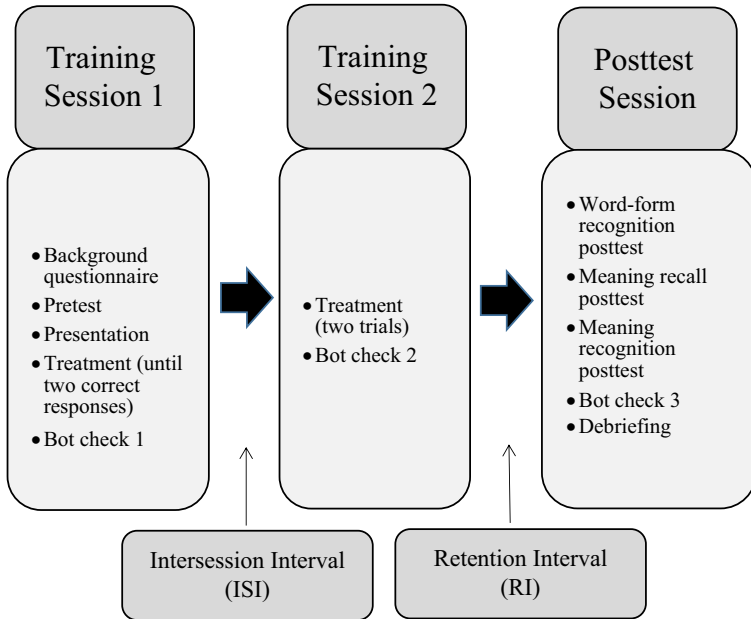 Training
Session 1
• Background
questionnaire
• Pretest
• Presentation
• Treatment (until
two correct
responses)
• Bot check 1
Training
Session 2
• Treatment
(two trials)
• Bot check 2
Posttest
Session
• Word-form
recognition
posttest
• Meaning recall
posttest
• Meaning
recognition
posttest
• Bot check 3
• Debriefing
Intersession Interval
(ISI)
Retention Interval
(RI)